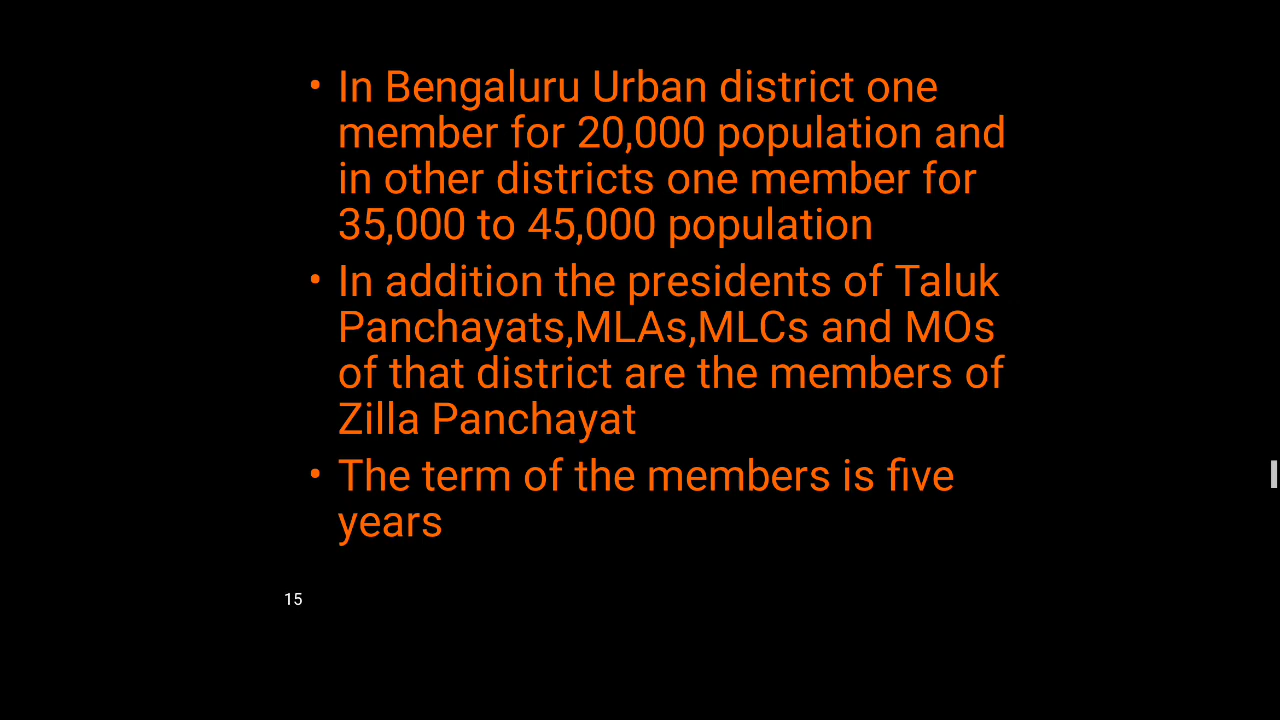 • In Bengaluru Urban district one
member for 20,000 population and
in other districts one member for
35,000 to 45,000 population
• In addition the presidents of Taluk
Panchayats,MLAs,MLCs and MOs
of that district are the members of
Zilla Panchayat
• The term of the members is five
years
15